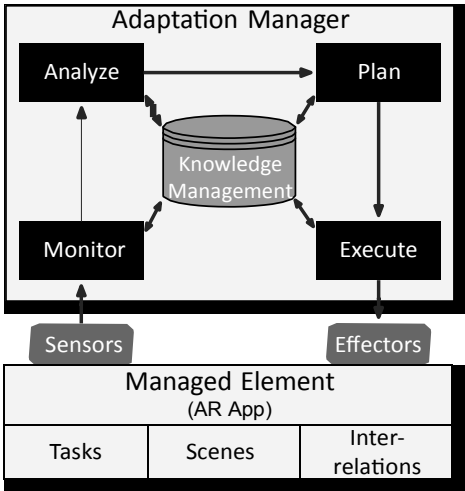 Adaptation Manager
Analyze
Plan
Knowledge
Management
Monitor
Execute
Sensors
Effectors
Managed Element
(AR App)
Tasks
Scenes
Inter-
relations